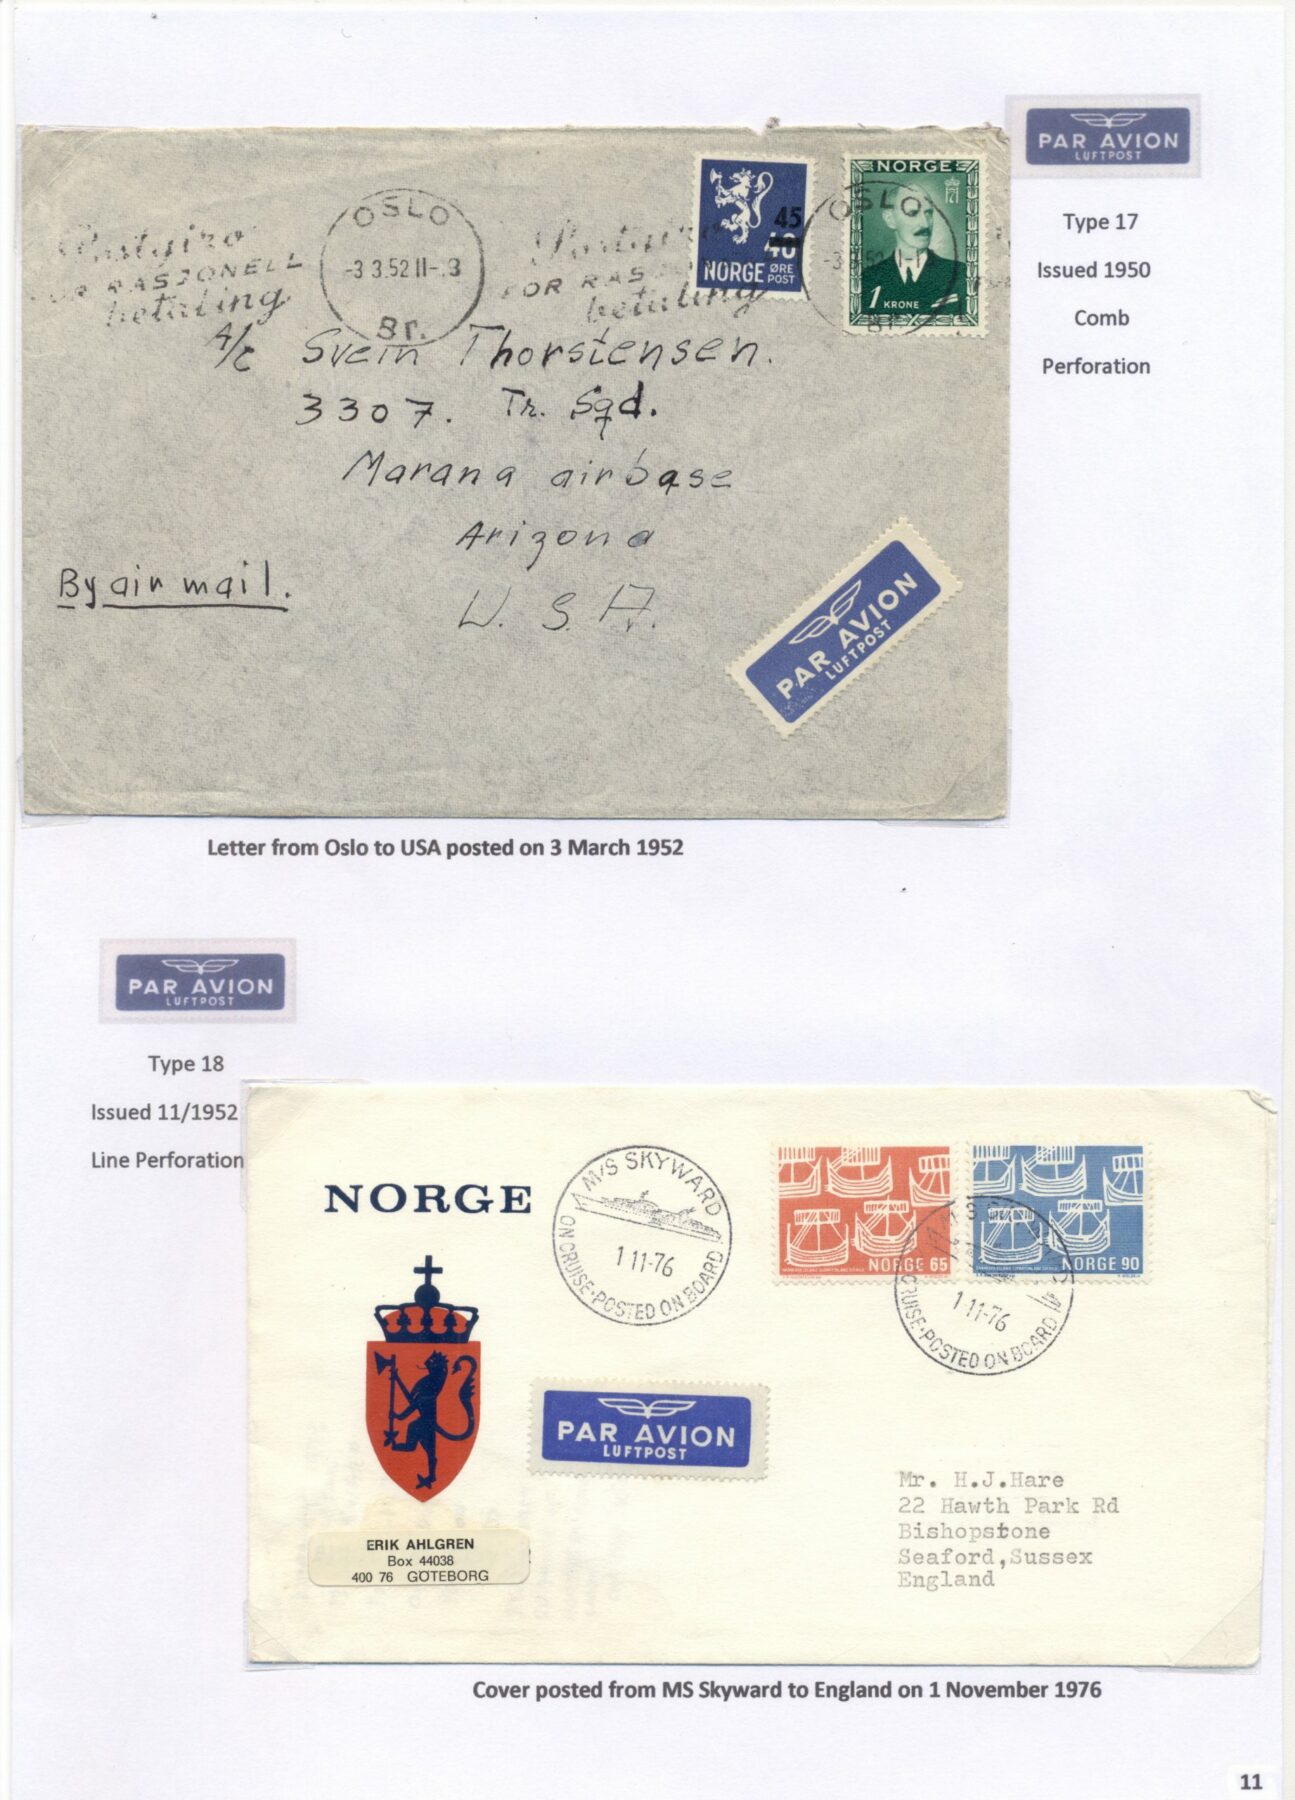 PAR AVION
LUFTPOST
Type 17
Issued 1950
Comb
Perforation
Postgiro
FOR RASJONELL
betaling
OSLO
-3 3.52 11-
Br.
Postgiro
FOR RAS
betaling
45
40
NORGE ØRE
POST
NORGE
1 KRONE
OSLO
Br
A/C Svein Thorstensen.
3307. Tr. Sqd.
Marana airbase
Arizona
U. S. A.
By air mail.
PAR AVION
LUFTPOST
Letter from Oslo to USA posted on 3 March 1952
PAR AVION
LUFTPOST
Type 18
Issued 11/1952
Line Perforation
NORGE
M/S SKYWARD
1 11-76
ON CRUISE · POSTED ON BOARD
NORGE 65
NORGE 90
1 11-76
CRUISE · POSTED ON BOARD
PAR AVION
LUFTPOST
ERIK AHLGREN
Box 44038
400 76 GÖTEBORG
Mr. H.J.Hare
22 Hawth Park Rd
Bishopstone
Seaford,Sussex
England
Cover posted from MS Skyward to England on 1 November 1976
11